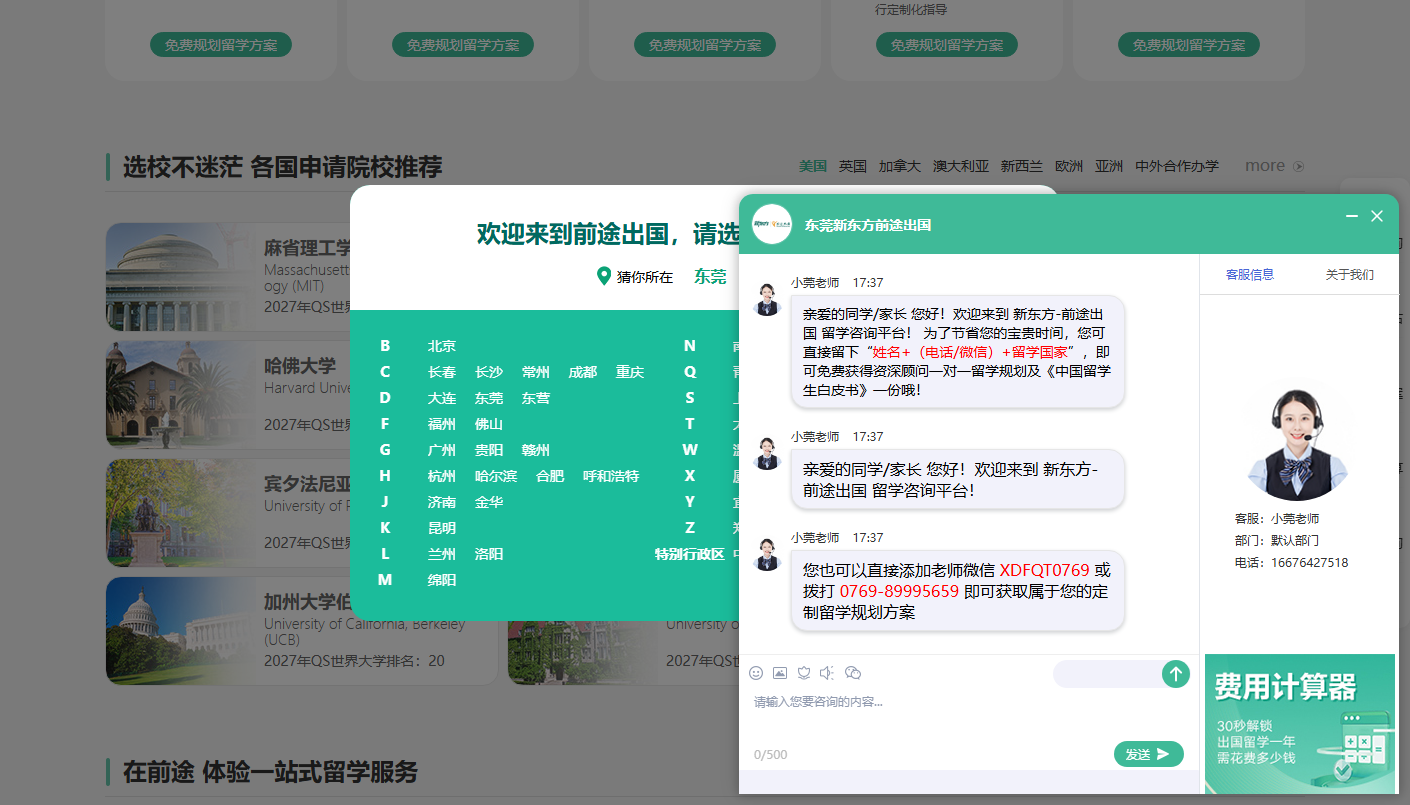 行定制化指导
免费规划留学方案 免费规划留学方案 免费规划留学方案 免费规划留学方案 免费规划留学方案
选校不迷茫 各国申请院校推荐
美国 英国 加拿大 澳大利亚 新西兰 欧洲 亚洲 中外合作办学 more
麻省理工学
Massachusett
ogy (MIT)
2027年QS世界
哈佛大学
Harvard Unive
2027年QS世界
宾夕法尼亚
University of P
2027年QS世界
加州大学伯
University of California, Berkeley
(UCB)
2027年QS世界大学排名：20
University o
2027年QS世
在前途 体验一站式留学服务
欢迎来到前途出国，请选
猜你所在 东莞
B 北京
C 长春 长沙 常州 成都 重庆
D 大连 东莞 东营
F 福州 佛山
G 广州 贵阳 赣州
H 杭州 哈尔滨 合肥 呼和浩特
J 济南 金华
K 昆明
L 兰州 洛阳
M 绵阳
N
Q
S
T
W
X
Y
Z
特别行政区
东莞新东方前途出国
小莞老师 17:37
亲爱的同学/家长 您好！欢迎来到 新东方-前途出
国 留学咨询平台！ 为了节省您的宝贵时间，您可
直接留下“姓名+（电话/微信）+留学国家”，即
可免费获得资深顾问一对一留学规划及《中国留学
生白皮书》一份哦！
小莞老师 17:37
亲爱的同学/家长 您好！欢迎来到 新东方-
前途出国 留学咨询平台！
小莞老师 17:37
您也可以直接添加老师微信 XDFQT0769 或
拨打 0769-89995659 即可获取属于您的定
制留学规划方案
请输入您要咨询的内容...
0/500
发送
客服信息 关于我们
客服：小莞老师
部门：默认部门
电话：16676427518
费用计算器
30秒解锁
出国留学一年
需花费多少钱